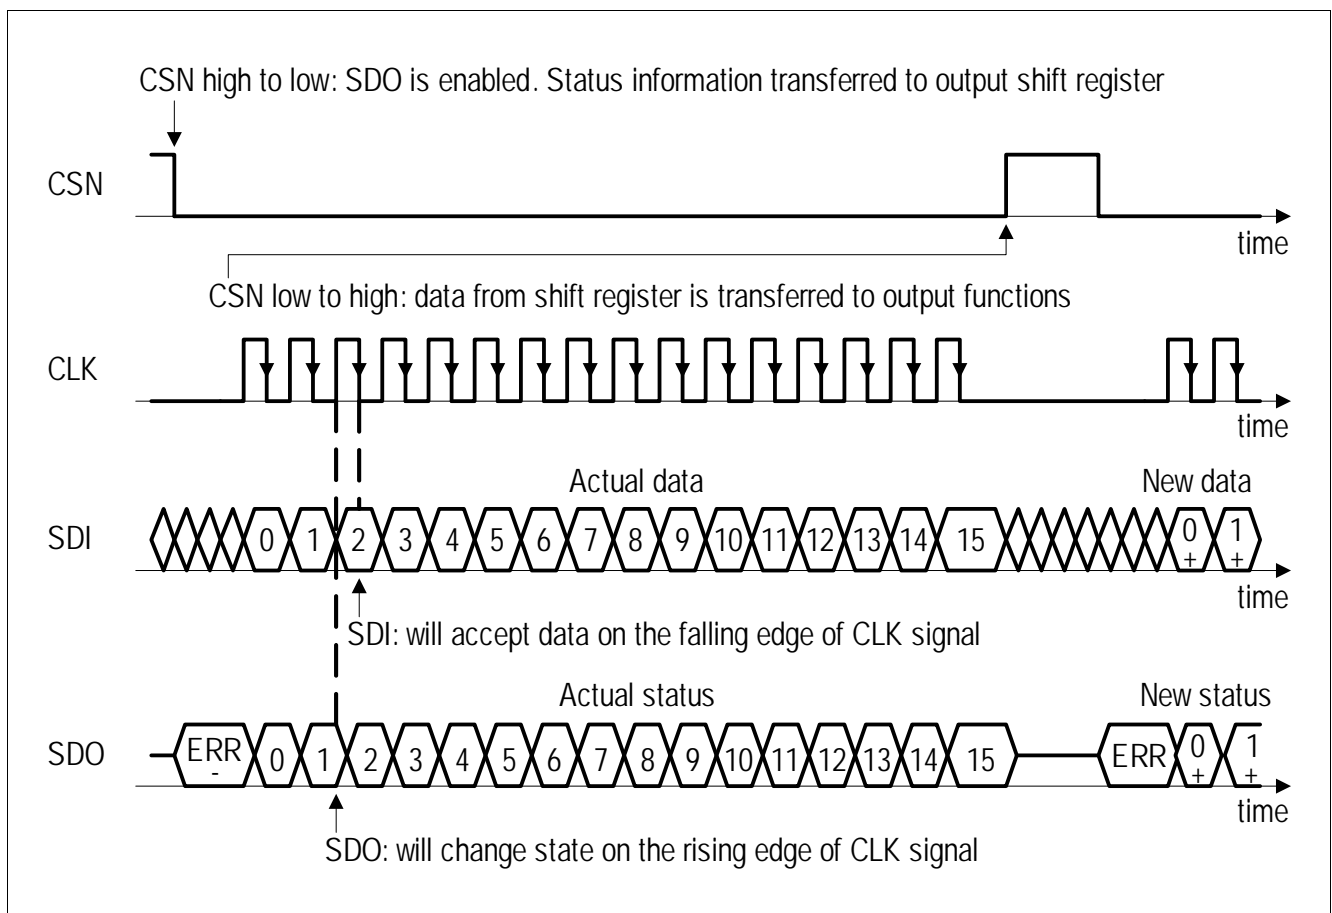 CSN high to low: SDO is enabled. Status information transferred to output shift register
CSN
time
CSN low to high: data from shift register is transferred to output functions
CLK
time
Actual data
New data
SDI
0 1 2 3 4 5 6 7 8 9 10 11 12 13 14 15 0 1
+ +
time
SDI: will accept data on the falling edge of CLK signal
Actual status
New status
SDO
ERR 0 1 2 3 4 5 6 7 8 9 10 11 12 13 14 15 ERR 0 1
- + +
time
SDO: will change state on the rising edge of CLK signal